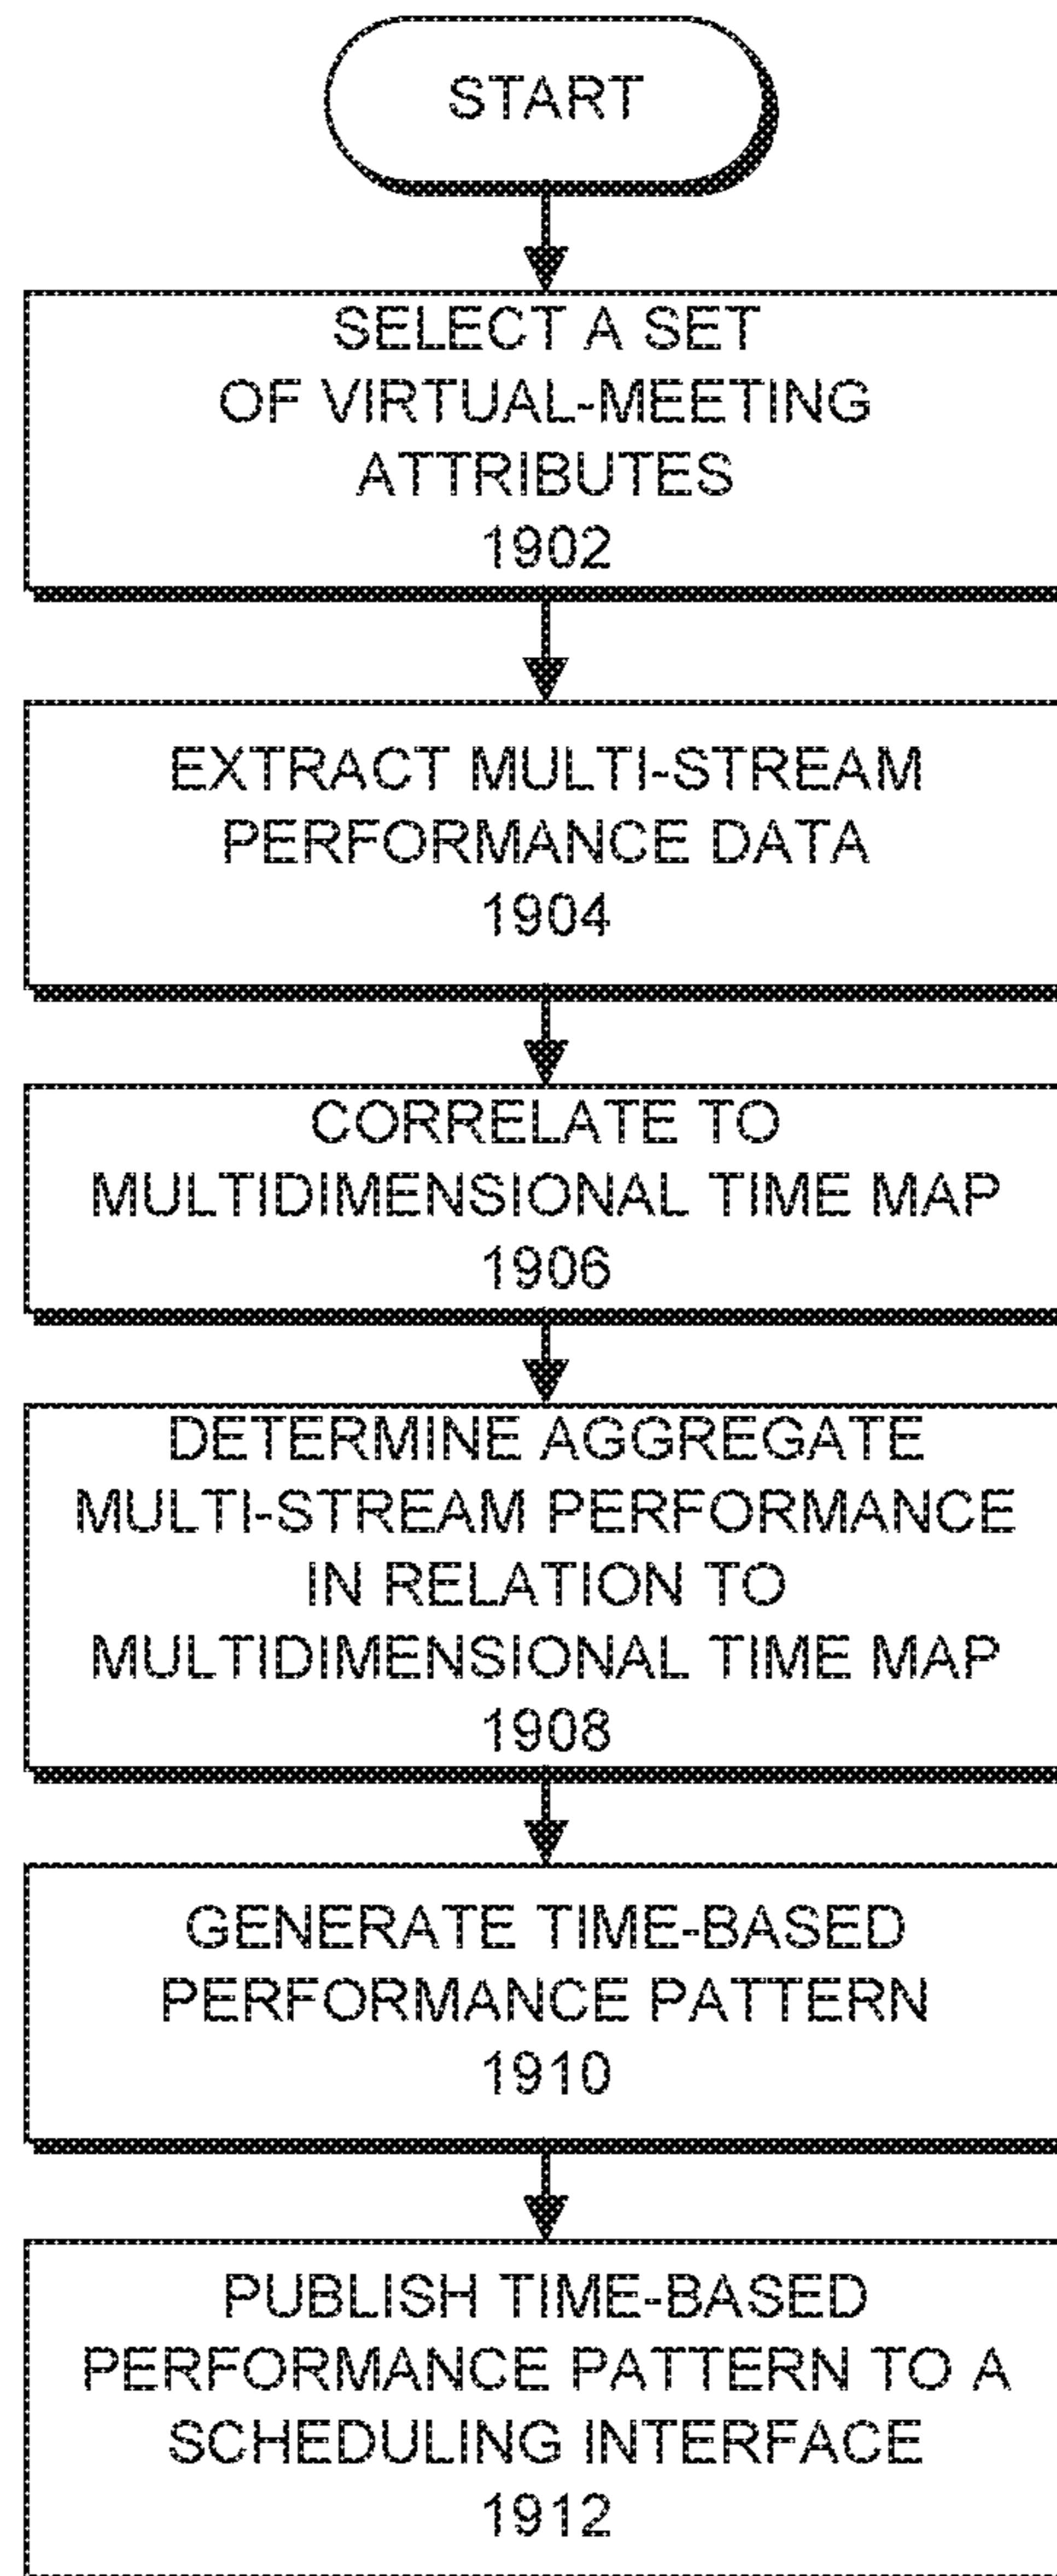 START
SELECT A SET
OF VIRTUAL-MEETING
ATTRIBUTES
1902
EXTRACT MULTI-STREAM
PERFORMANCE DATA
1904
CORRELATE TO
MULTIDIMENSIONAL TIME MAP
1906
DETERMINE AGGREGATE
MULTI-STREAM PERFORMANCE
IN RELATION TO
MULTIDIMENSIONAL TIME MAP
1908
GENERATE TIME-BASED
PERFORMANCE PATTERN
1910
PUBLISH TIME-BASED
PERFORMANCE PATTERN TO A
SCHEDULING INTERFACE
1912